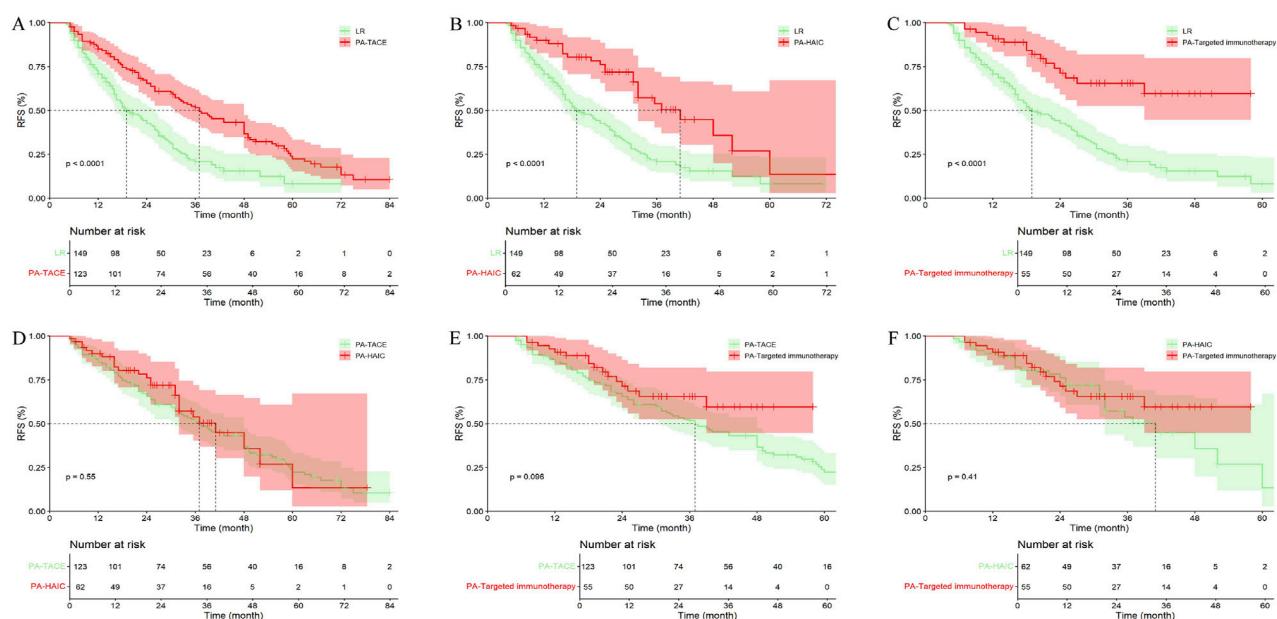 A
LR
PA-TACE
RFS (%)
1.00
0.75
0.50
0.25
0.00
p < 0.0001
0 12 24 36 48 60 72 84
Time (month)
Number at risk
LR 149 98 50 23 6 2 1 0
PA-TACE 123 101 74 56 40 16 8 2
0 12 24 36 48 60 72 84
Time (month)
B
LR
PA-HAIC
RFS (%)
1.00
0.75
0.50
0.25
0.00
p < 0.0001
0 12 24 36 48 60 72
Time (month)
Number at risk
LR 149 98 50 23 6 2 1
PA-HAIC 62 49 37 16 5 2 1
0 12 24 36 48 60 72
Time (month)
C
LR
PA-Targeted immunotherapy
RFS (%)
1.00
0.75
0.50
0.25
0.00
p < 0.0001
0 12 24 36 48 60
Time (month)
Number at risk
LR 149 98 50 23 6 2
PA-Targeted immunotherapy 55 50 27 14 4 0
0 12 24 36 48 60
Time (month)
D
PA-TACE
PA-HAIC
RFS (%)
1.00
0.75
0.50
0.25
0.00
p = 0.55
0 12 24 36 48 60 72 84
Time (month)
Number at risk
PA-TACE 123 101 74 56 40 16 8 2
PA-HAIC 62 49 37 16 5 2 1 0
0 12 24 36 48 60 72 84
Time (month)
E
PA-TACE
PA-Targeted immunotherapy
RFS (%)
1.00
0.75
0.50
0.25
0.00
p = 0.096
0 12 24 36 48 60
Time (month)
Number at risk
PA-TACE 123 101 74 56 40 16
PA-Targeted immunotherapy 55 50 27 14 4 0
0 12 24 36 48 60
Time (month)
F
PA-HAIC
PA-Targeted immunotherapy
RFS (%)
1.00
0.75
0.50
0.25
0.00
p = 0.41
0 12 24 36 48 60
Time (month)
Number at risk
PA-HAIC 62 49 37 16 5 2
PA-Targeted immunotherapy 55 50 27 14 4 0
0 12 24 36 48 60
Time (month)